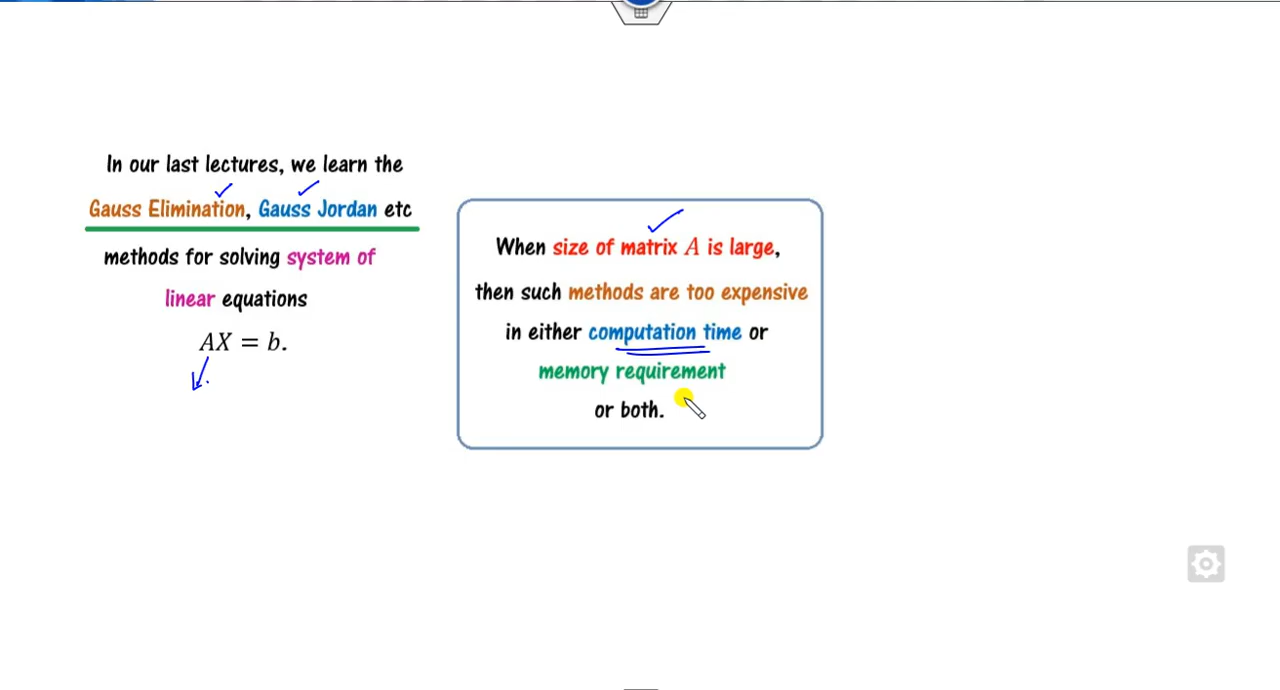 In our last lectures, we learn the
Gauss Elimination, Gauss Jordan etc
methods for solving system of
linear equations
AX = b.
When size of matrix A is large,
then such methods are too expensive
in either computation time or
memory requirement
or both.